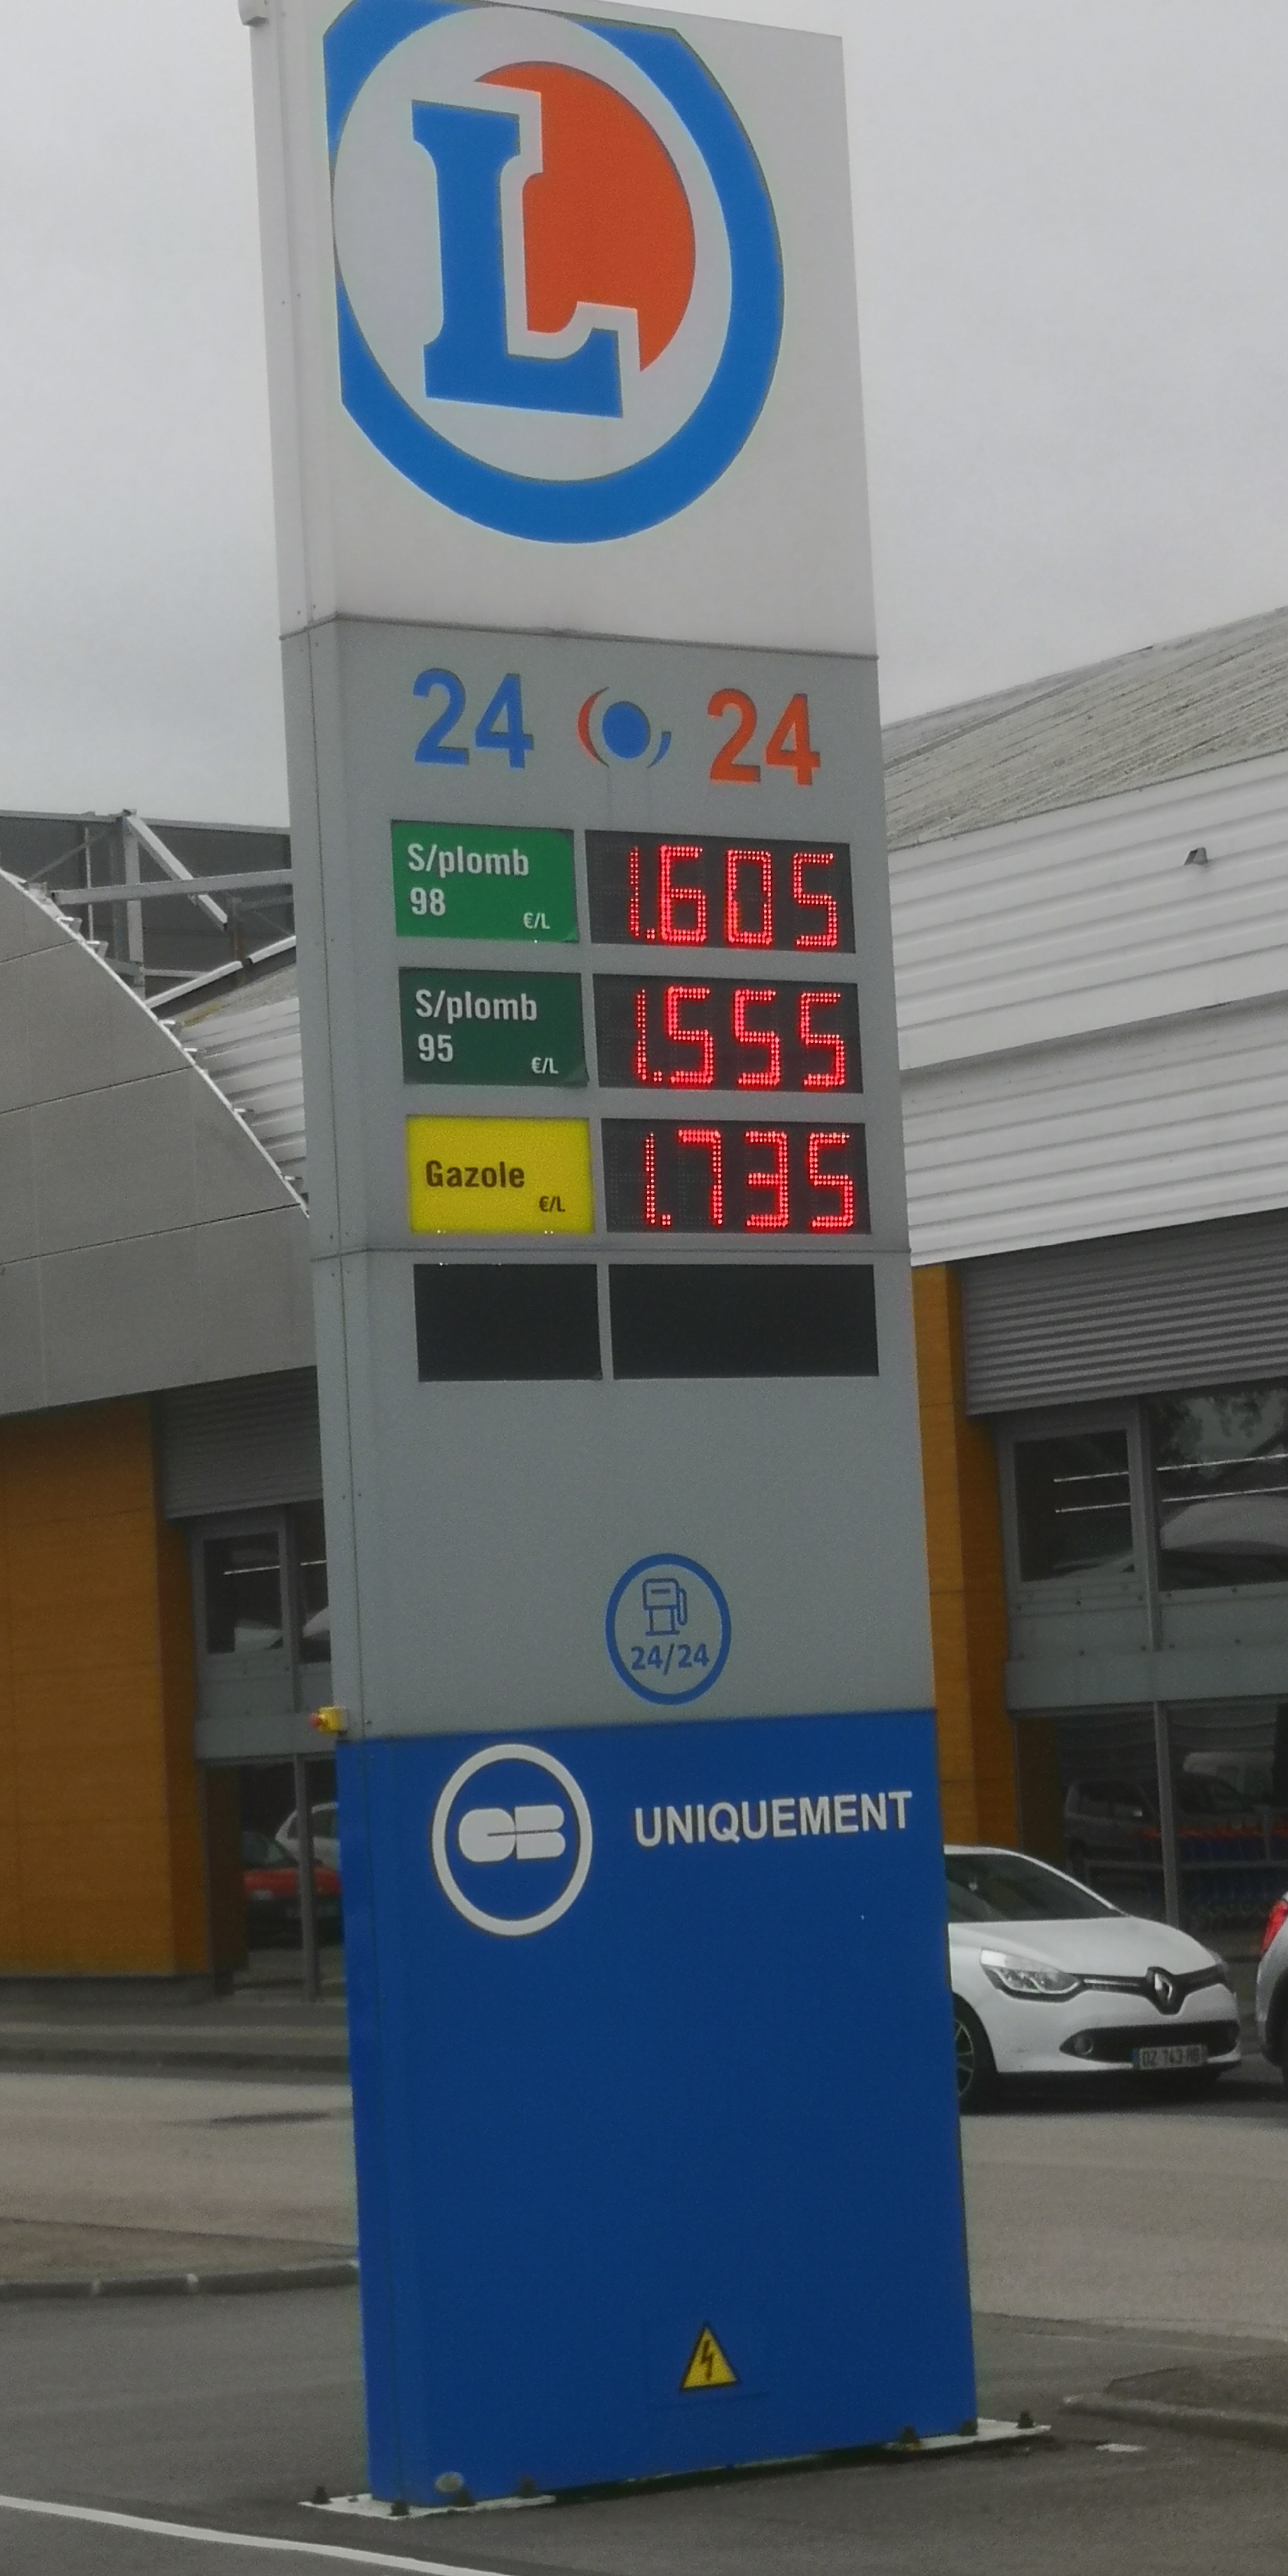 L
24 24
S/plomb
98
€/L
1.605
S/plomb
95
€/L
1.555
Gazole
€/L
1.735
24/24
CB UNIQUEMENT